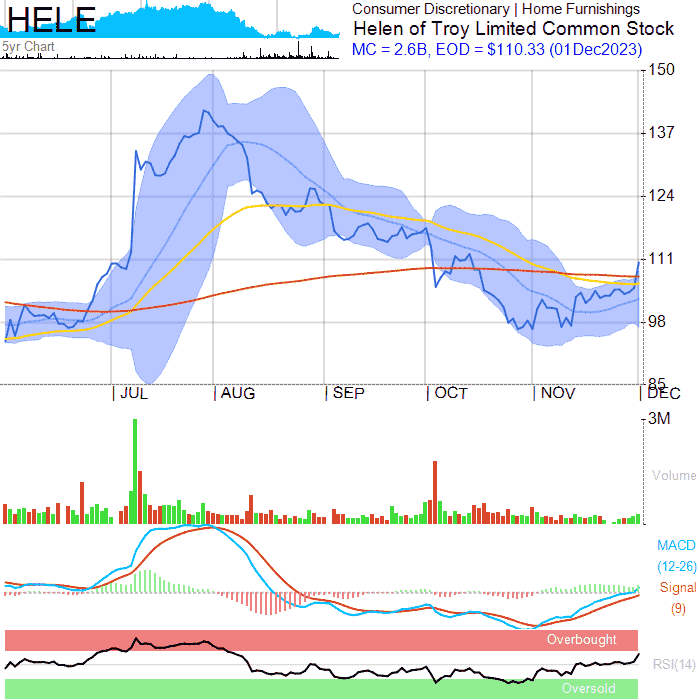 HELE
5yr Chart
Consumer Discretionary | Home Furnishings
Helen of Troy Limited Common Stock
MC = 2.6B, EOD = $110.33 (01Dec2023)
150
137
124
111
98
85
JUL AUG SEP OCT NOV DEC
3M
Volume
MACD
(12-26)
Signal
(9)
Overbought
RSI(14)
Oversold